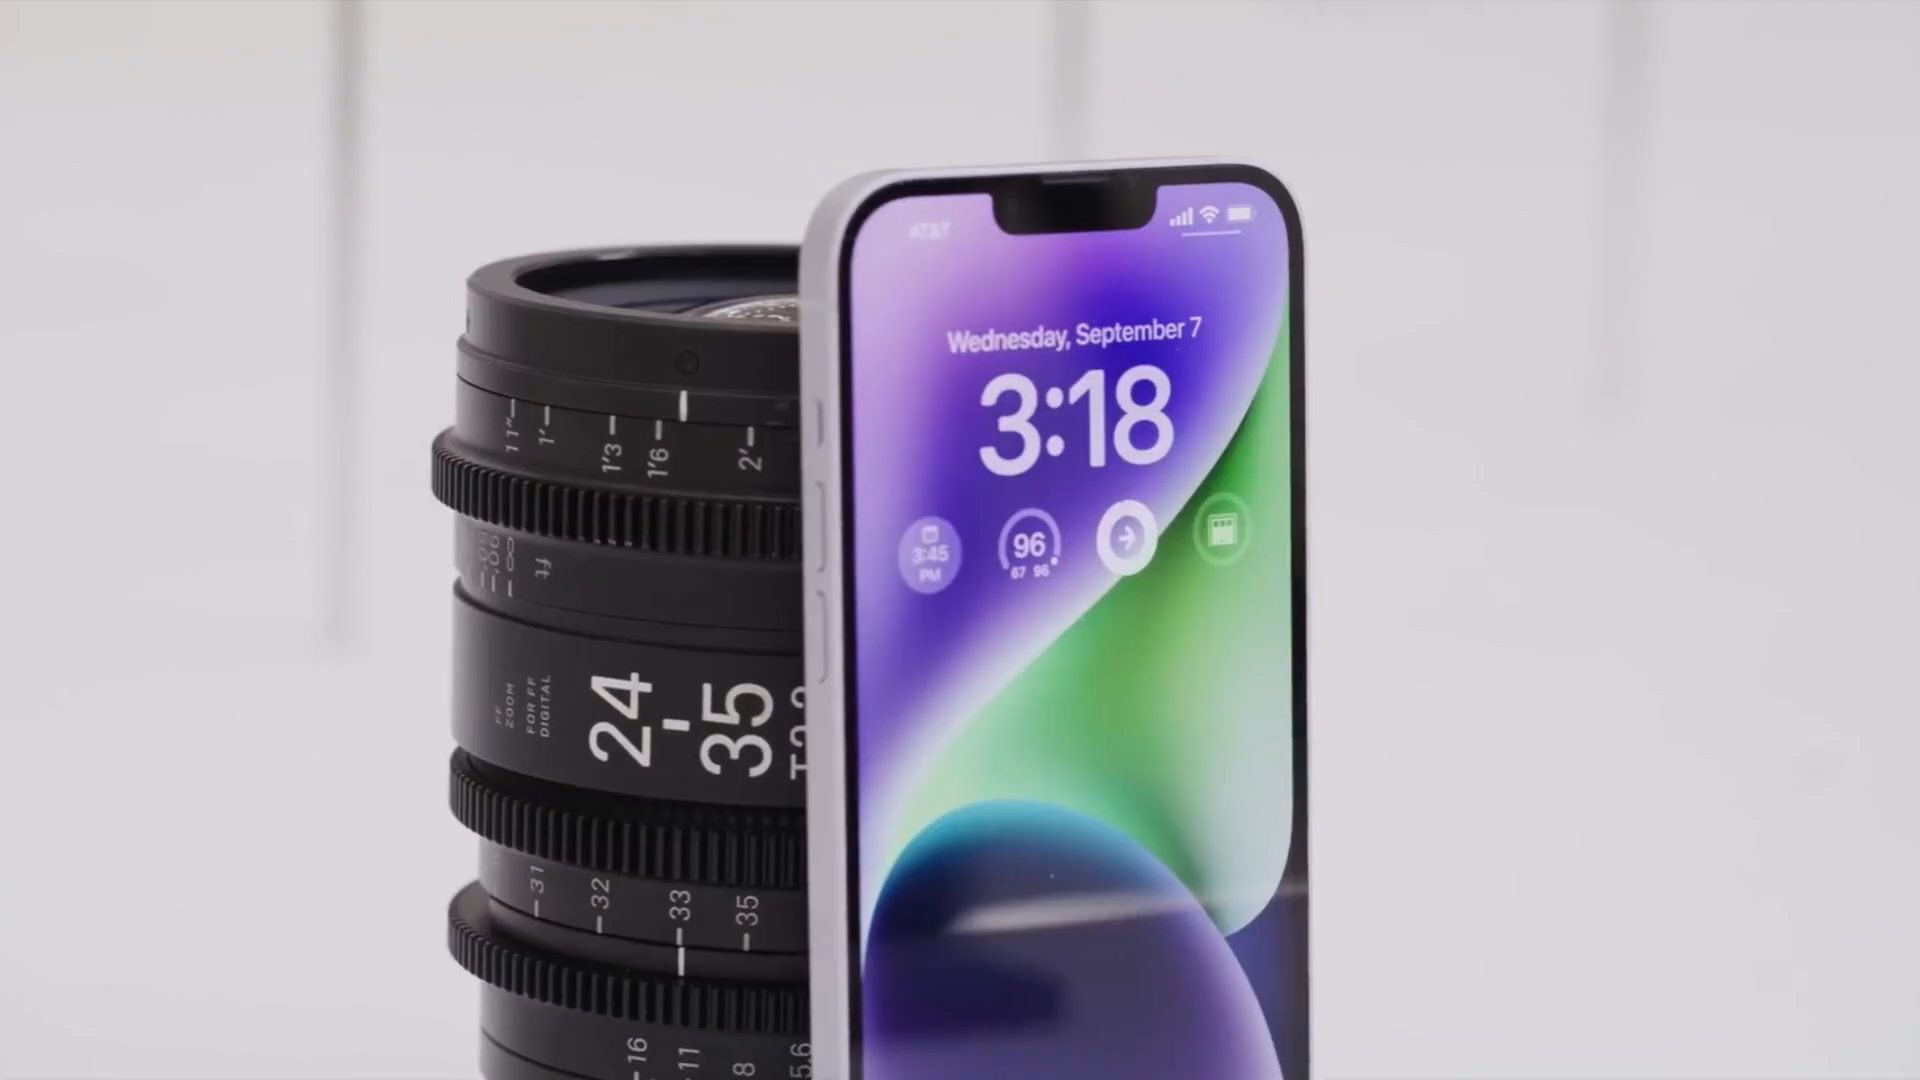 AT&T
Wednesday, September 7
3:18
3:45
PM
96
67 96
11"
1'
1'3
1'6
2'
ft
FF
ZOOM
FOR FF
DIGITAL
24
-
35
31
32
33
35
16
11
8
5.6